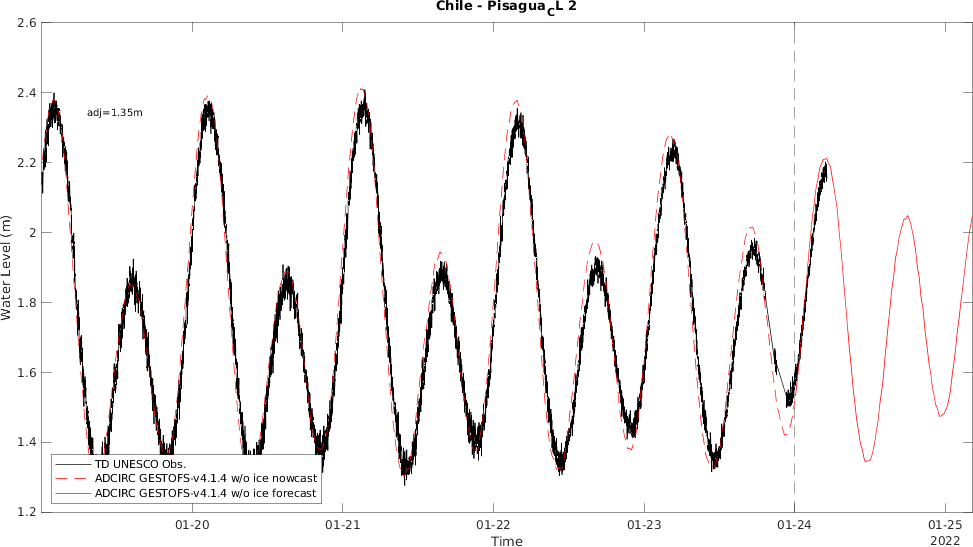 Chile - Pisagua_CL 2
2.6
2.4
2.2
2
1.8
1.6
1.4
1.2
Water Level (m)
adj=1.35m
TD UNESCO Obs.
ADCIRC GESTOFS-v4.1.4 w/o ice nowcast
ADCIRC GESTOFS-v4.1.4 w/o ice forecast
01-20
01-21
01-22
01-23
01-24
01-25
Time
2022